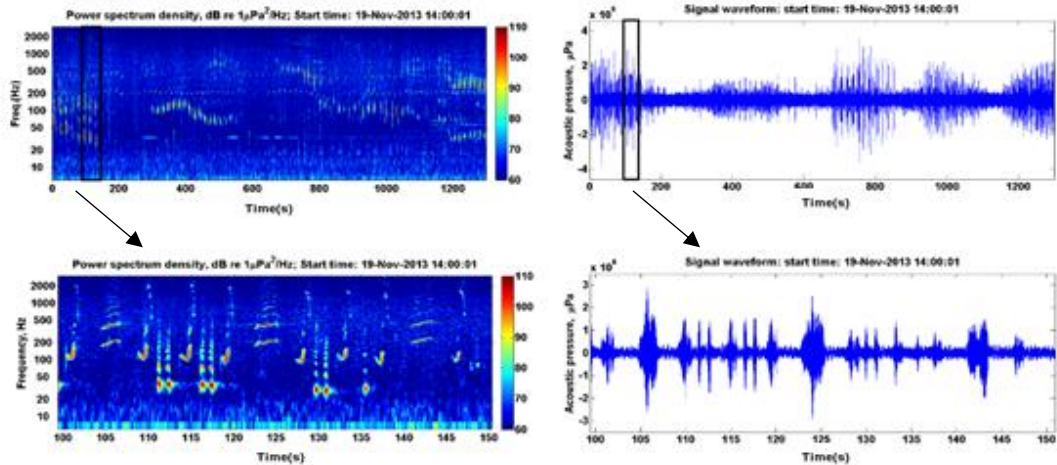 Power spectrum density, dB re 1µPa²/Hz; Start time: 19-Nov-2013 14:00:01
2000
1000
500
200
100
50
20
10
Freq.(Hz)
0 200 400 600 800 1000 1200
Time(s)
110
100
90
80
70
60
Signal waveform: start time: 19-Nov-2013 14:00:01
4
2
0
-2
-4
Acoustic pressure, µPa
0 200 400 600 800 1000 1200
Time(s)
Power spectrum density, dB re 1µPa²/Hz; Start time: 19-Nov-2013 14:00:01
2000
1000
500
200
100
50
20
10
Frequency, Hz
100 105 110 115 120 125 130 135 140 145 150
Time(s)
110
100
90
80
70
60
Signal waveform: start time: 19-Nov-2013 14:00:01
3
2
1
0
-1
-2
-3
Acoustic pressure, µPa
100 105 110 115 120 125 130 135 140 145 150
Time(s)